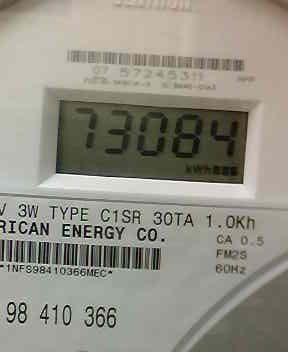 07 57245311
73084
kWh
V 3W TYPE C1SR 30TA 1.0Kh
RICAN ENERGY CO.
CA 0.5
FM2S
60Hz
*1NFS98410366MEC*
98 410 366